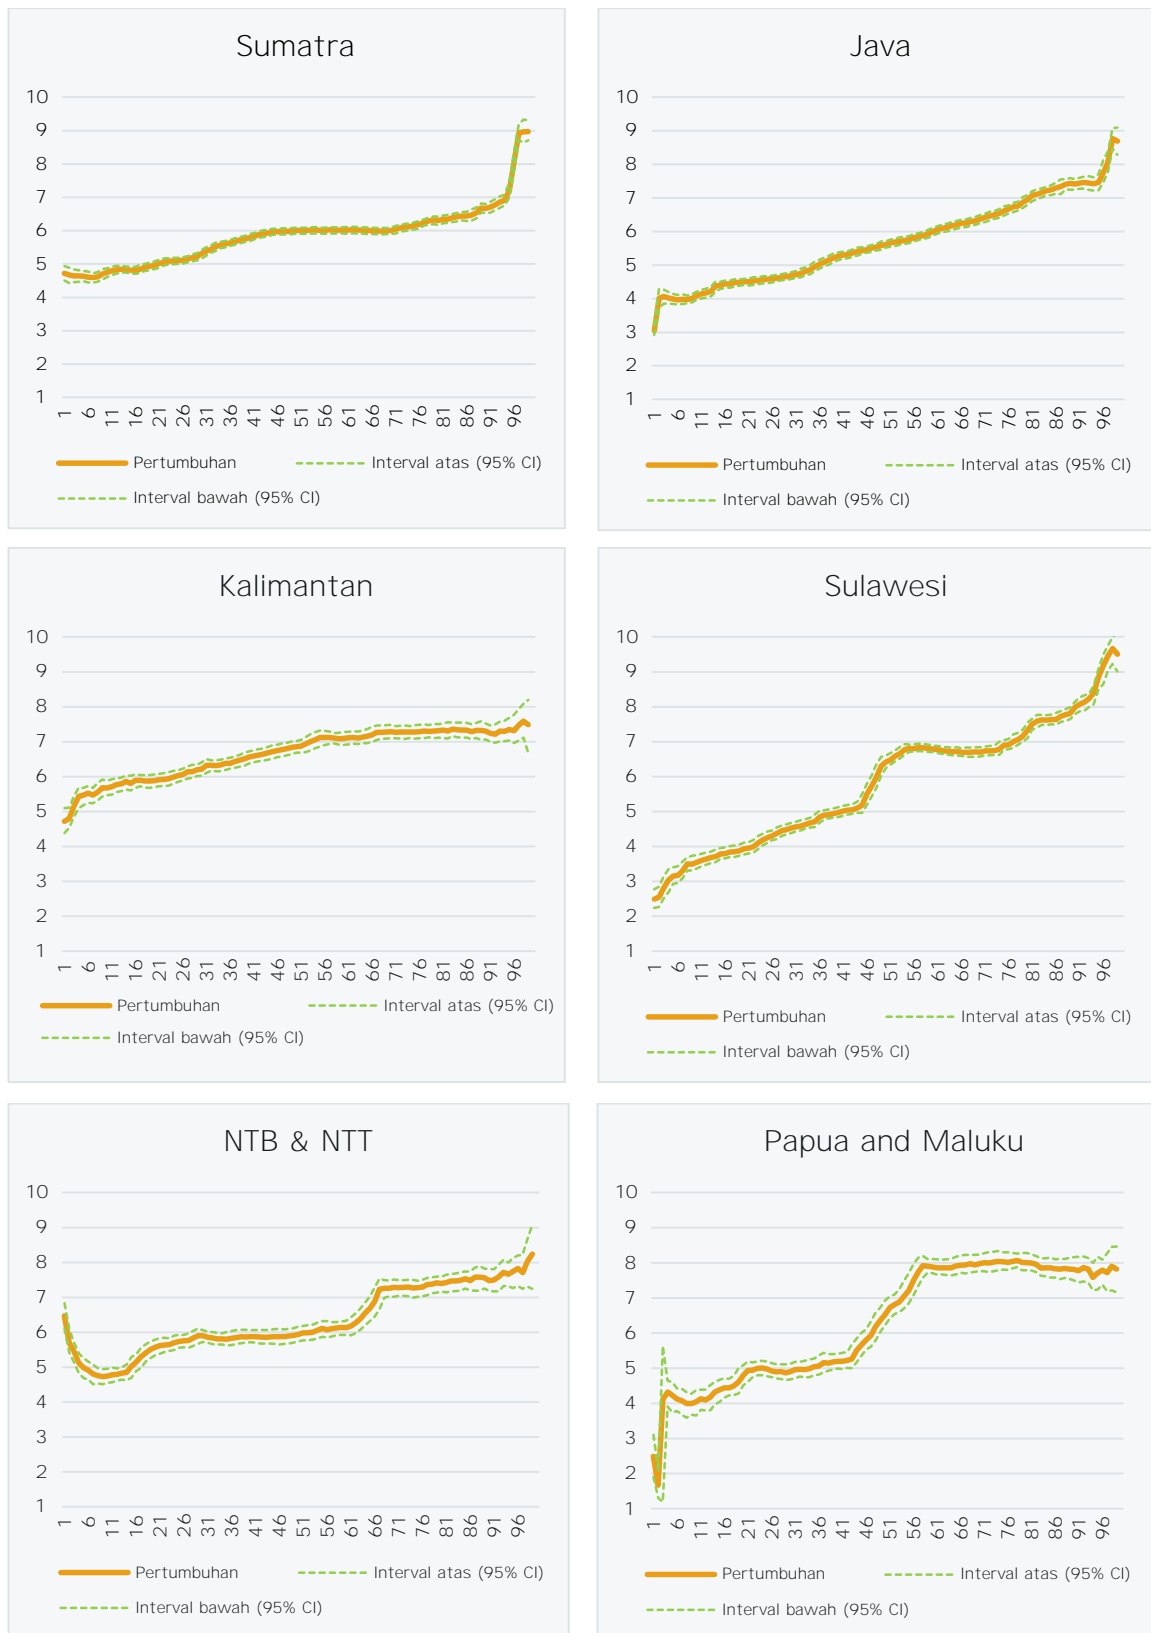 Sumatra
10
9
8
7
6
5
4
3
2
1
1 6 11 16 21 26 31 36 41 46 51 56 61 66 71 76 81 86 91 96
Pertumbuhan Interval atas (95% CI)
Interval bawah (95% CI)
Java
10
9
8
7
6
5
4
3
2
1
1 6 11 16 21 26 31 36 41 46 51 56 61 66 71 76 81 86 91 96
Pertumbuhan Interval atas (95% CI)
Interval bawah (95% CI)
Kalimantan
10
9
8
7
6
5
4
3
2
1
1 6 11 16 21 26 31 36 41 46 51 56 61 66 71 76 81 86 91 96
Pertumbuhan Interval atas (95% CI)
Interval bawah (95% CI)
Sulawesi
10
9
8
7
6
5
4
3
2
1
1 6 11 16 21 26 31 36 41 46 51 56 61 66 71 76 81 86 91 96
Pertumbuhan Interval atas (95% CI)
Interval bawah (95% CI)
NTB & NTT
10
9
8
7
6
5
4
3
2
1
1 6 11 16 21 26 31 36 41 46 51 56 61 66 71 76 81 86 91 96
Pertumbuhan Interval atas (95% CI)
Interval bawah (95% CI)
Papua and Maluku
10
9
8
7
6
5
4
3
2
1
1 6 11 16 21 26 31 36 41 46 51 56 61 66 71 76 81 86 91 96
Pertumbuhan Interval atas (95% CI)
Interval bawah (95% CI)